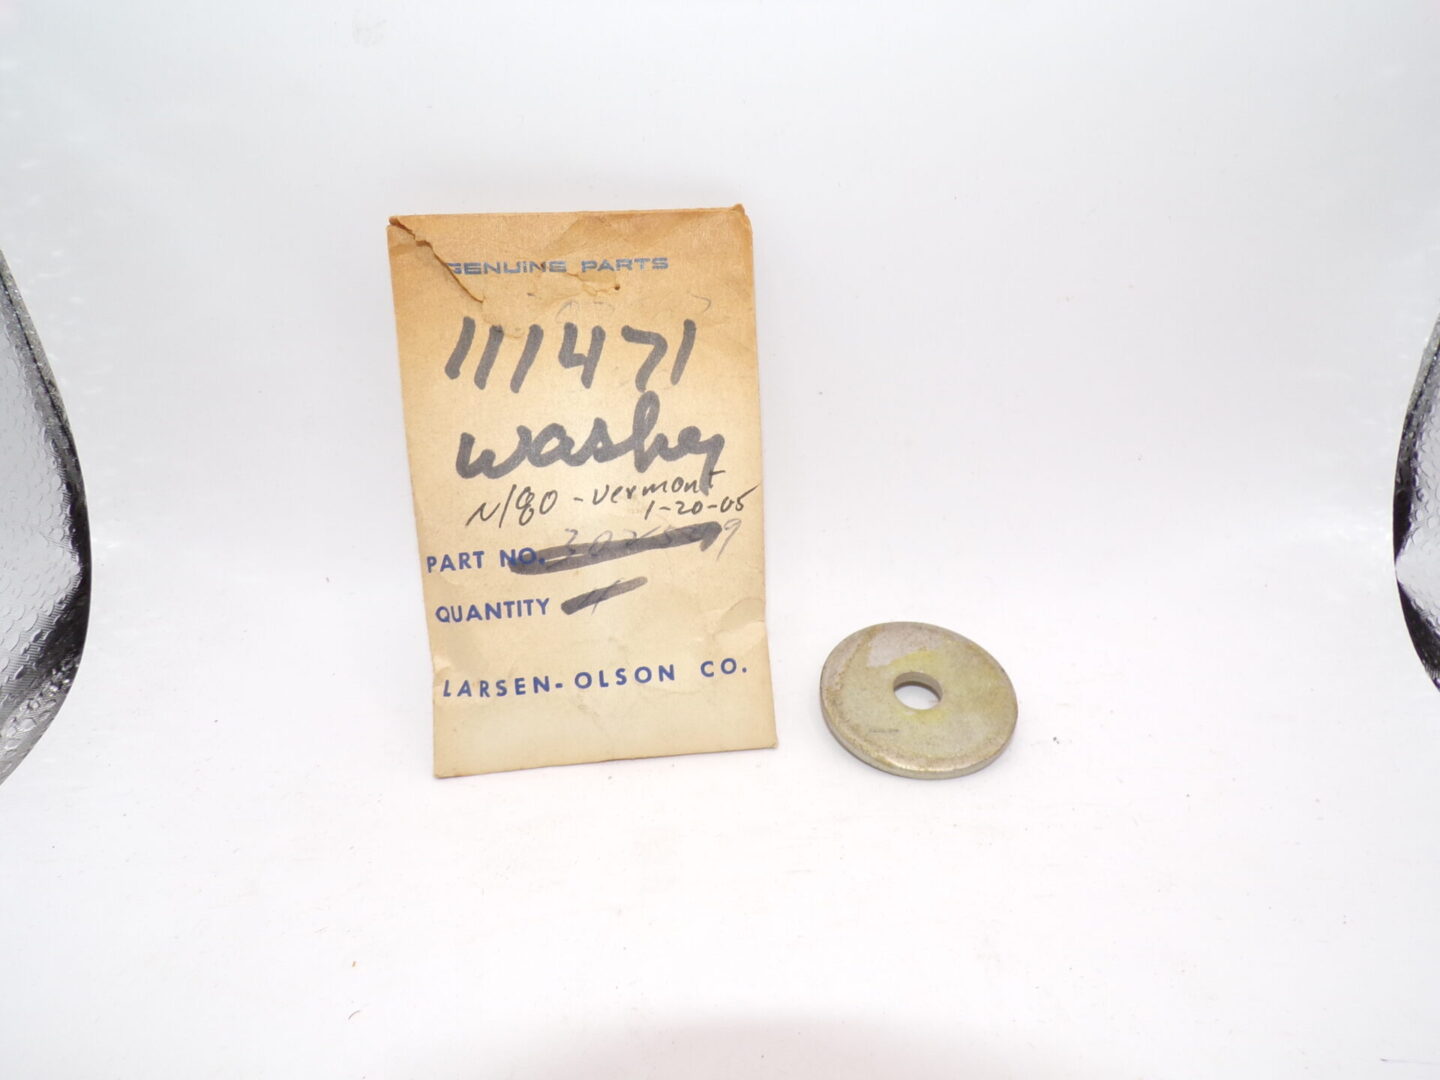 GENUINE PARTS
111471
washer
N/80 - Vermont
1-20-05
PART NO.
QUANTITY
LARSEN-OLSON CO.